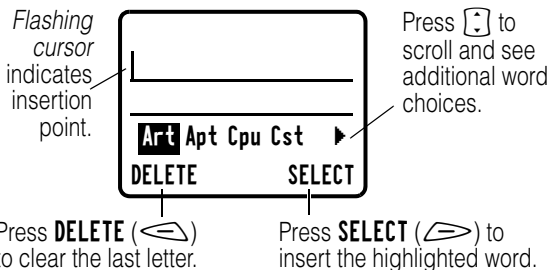 Flashing
cursor
indicates
insertion
point.
Press to
scroll and see
additional word
choices.
Art Apt Cpu Cst
DELETE SELECT
Press DELETE ( )
to clear the last letter.
Press SELECT ( ) to
insert the highlighted word.